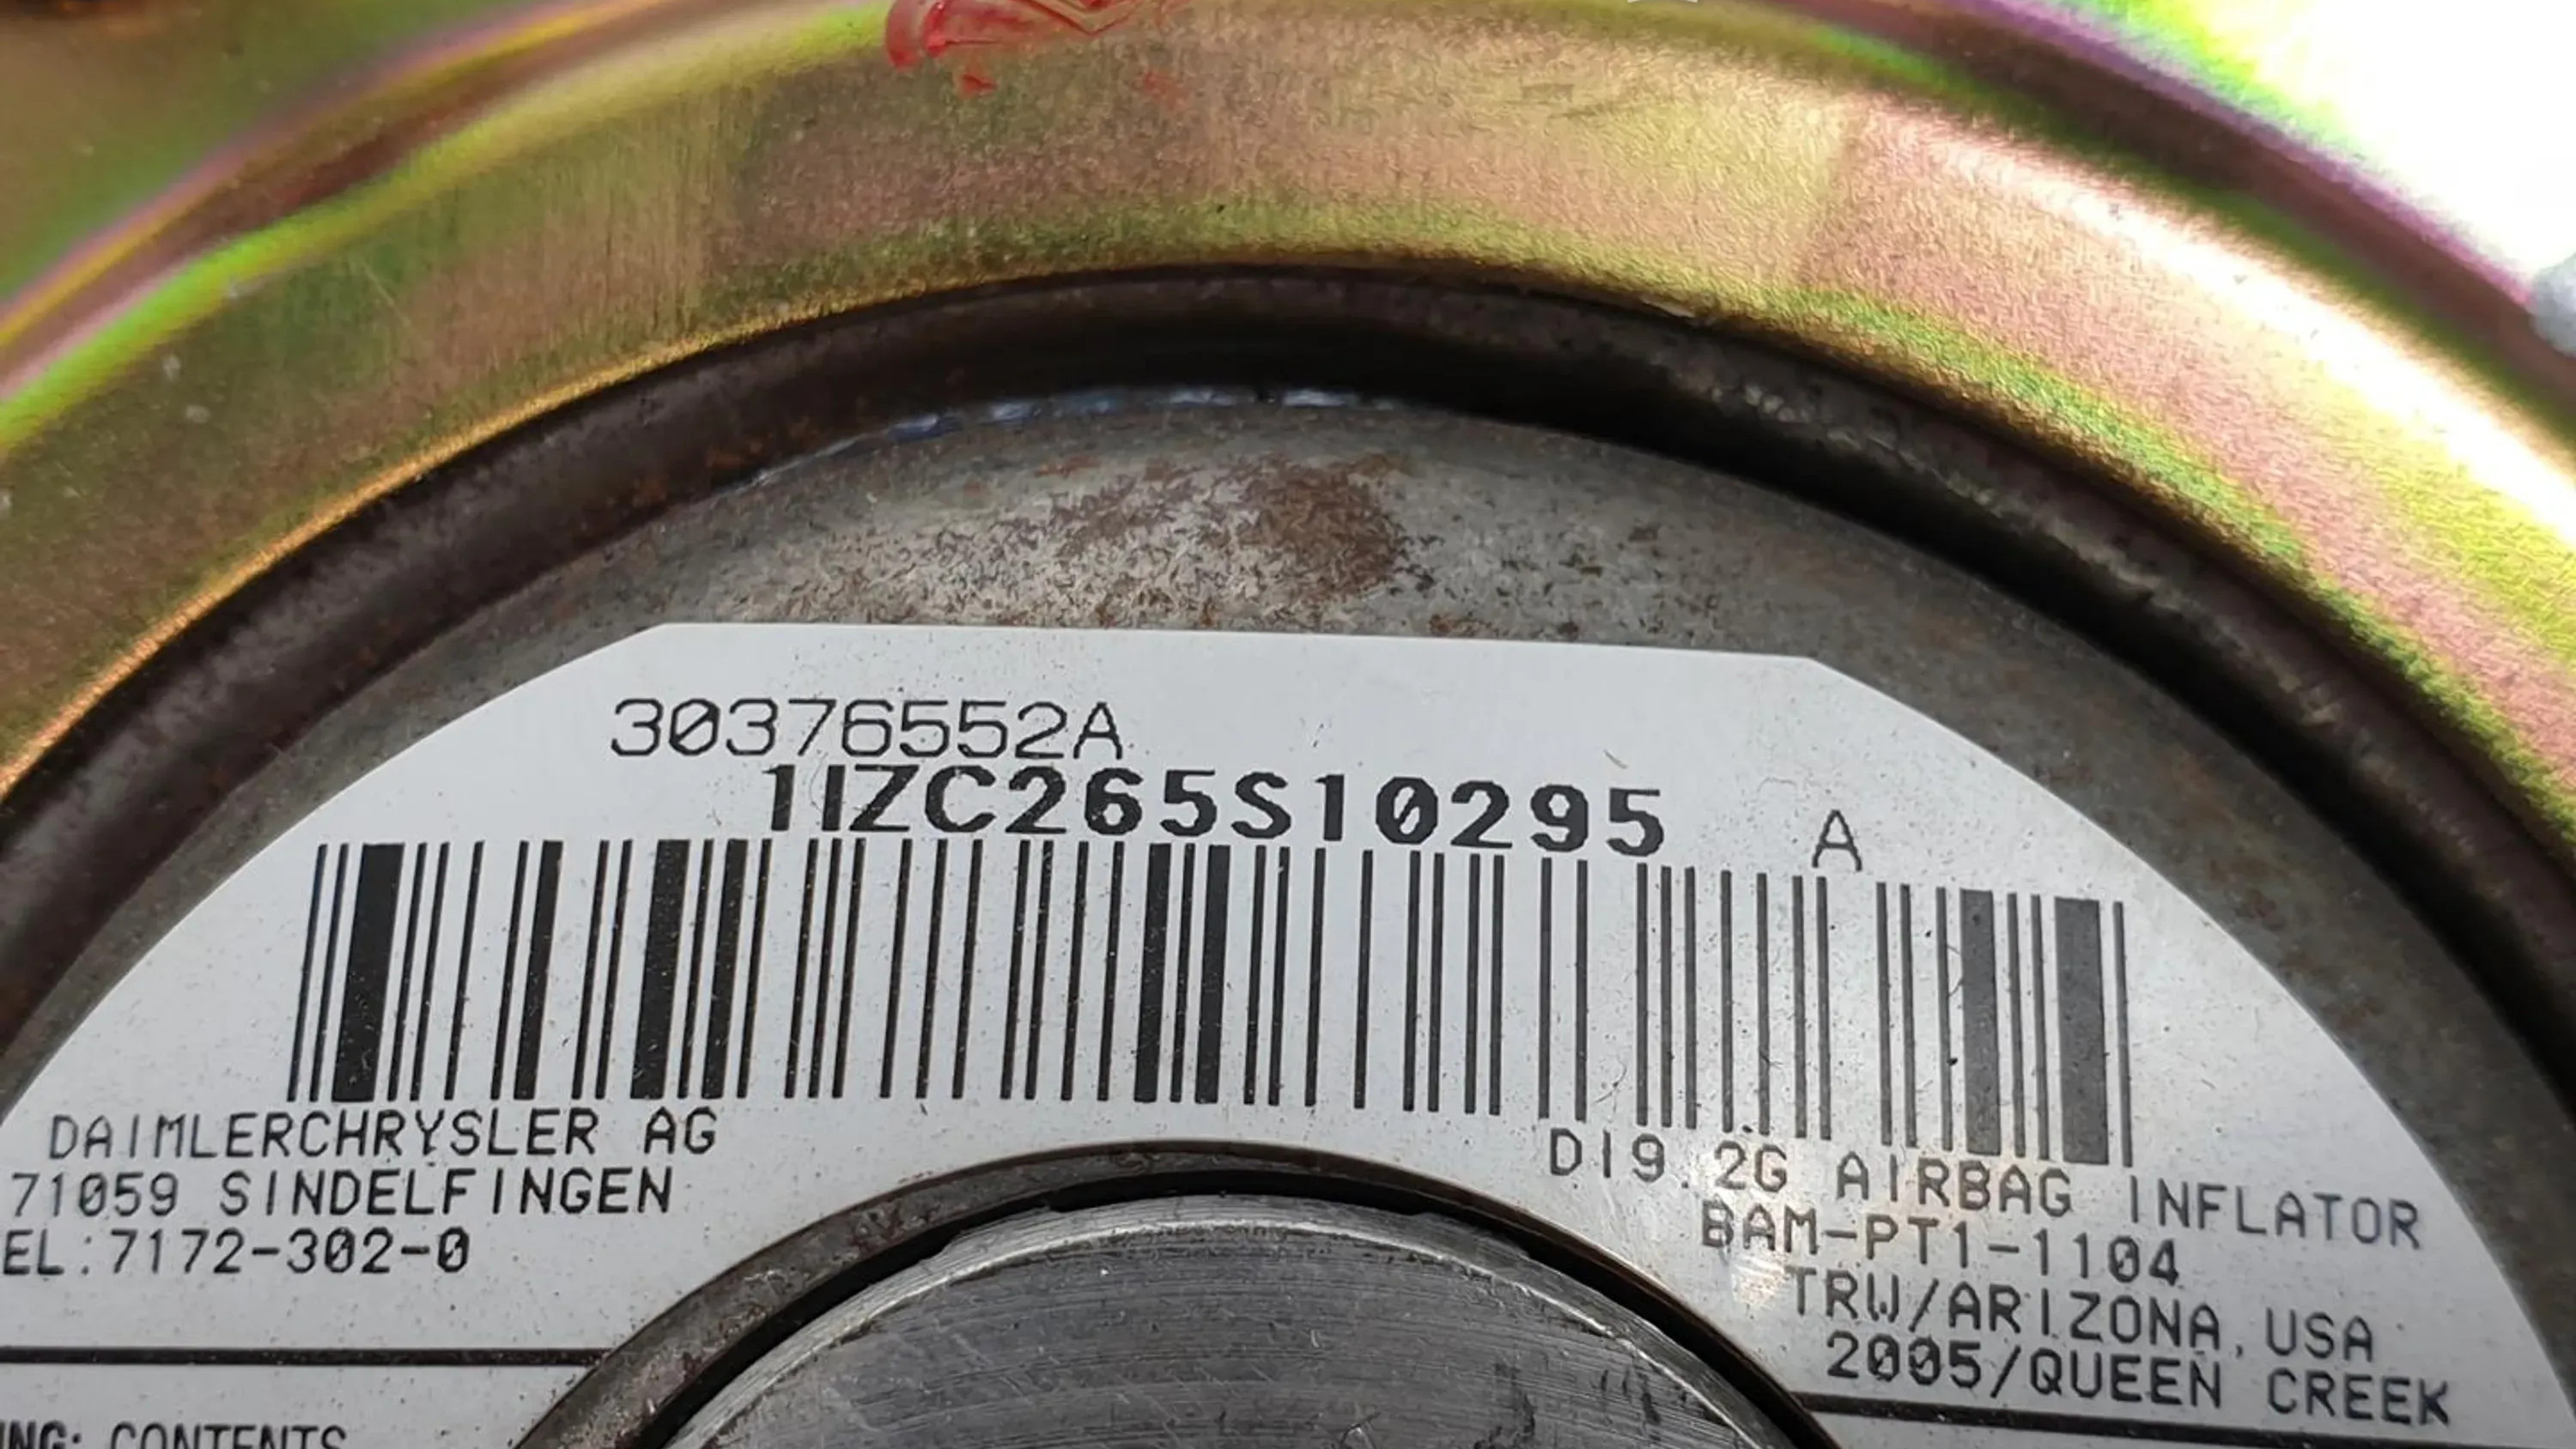 30376552A
1IZC265S10295 A
DAIMLERCHRYSLER AG
71059 SINDELFINGEN
EL:7172-302-0
DI9.2G AIRBAG INFLATOR
BAM-PT1-1104
TRW/ARIZONA,USA
2005/QUEEN CREEK
ING: CONTENTS